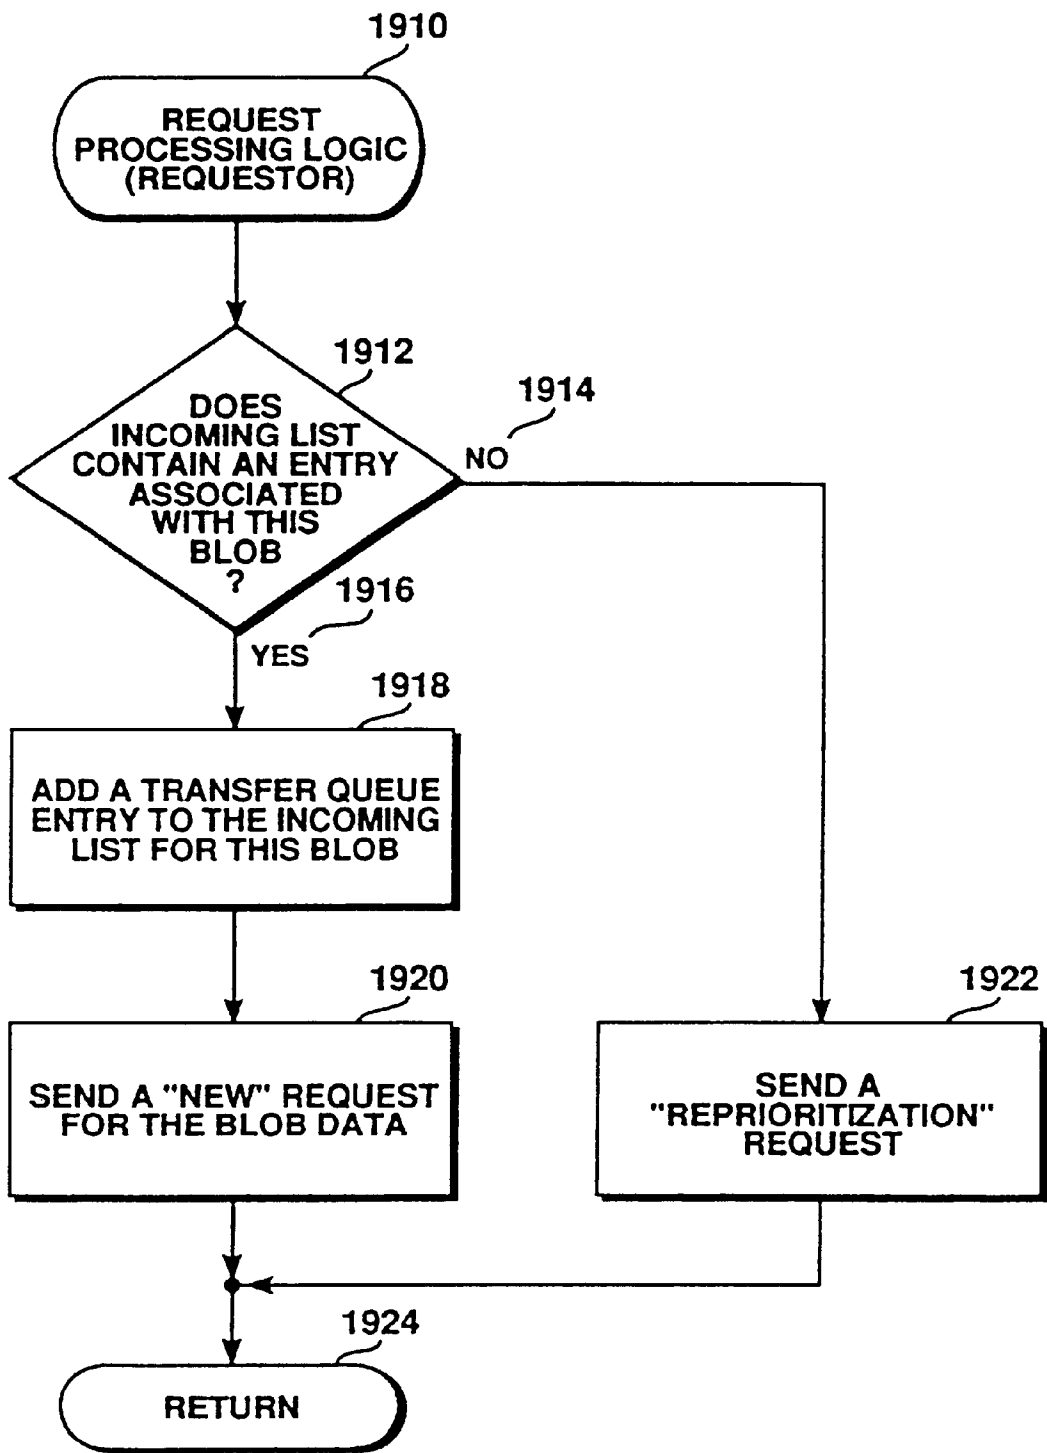 1910
REQUEST
PROCESSING LOGIC
(REQUESTOR)
1912
DOES
INCOMING LIST
CONTAIN AN ENTRY
ASSOCIATED
WITH THIS
BLOB
?
1914
NO
1916
YES
1918
ADD A TRANSFER QUEUE
ENTRY TO THE INCOMING
LIST FOR THIS BLOB
1920
SEND A "NEW" REQUEST
FOR THE BLOB DATA
1922
SEND A
"REPRIORITIZATION"
REQUEST
1924
RETURN